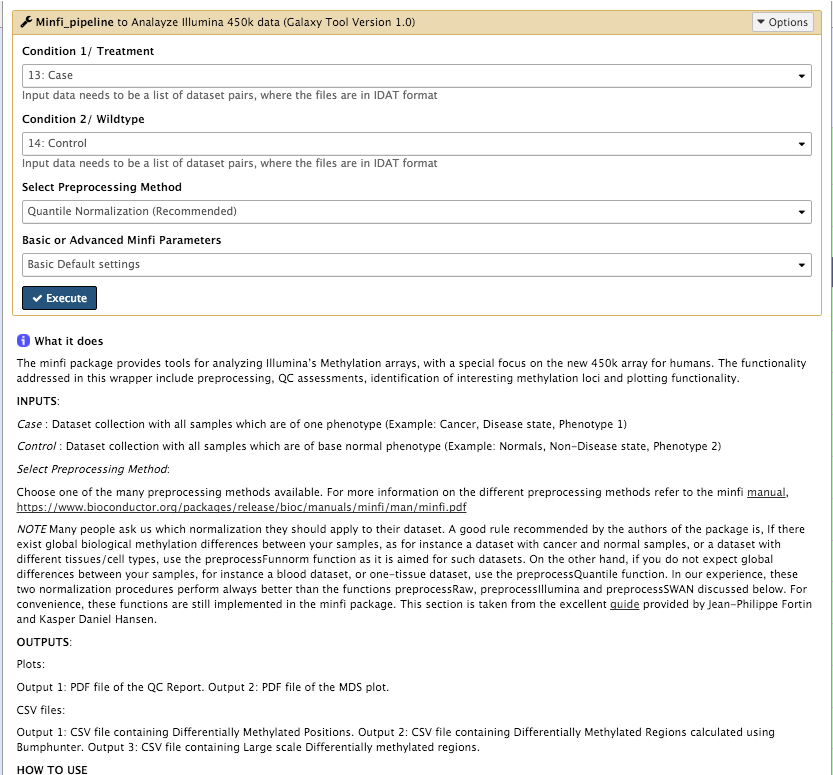 Minfi_pipeline to Analayze Illumina 450k data (Galaxy Tool Version 1.0)
Options
Condition 1/ Treatment
13: Case
Input data needs to be a list of dataset pairs, where the files are in IDAT format
Condition 2/ Wildtype
14: Control
Input data needs to be a list of dataset pairs, where the files are in IDAT format
Select Preprocessing Method
Quantile Normalization (Recommended)
Basic or Advanced Minfi Parameters
Basic Default settings
Execute
What it does
The minfi package provides tools for analyzing Illumina's Methylation arrays, with a special focus on the new 450k array for humans. The functionality
addressed in this wrapper include preprocessing, QC assessments, identification of interesting methylation loci and plotting functionality.
INPUTS:
Case : Dataset collection with all samples which are of one phenotype (Example: Cancer, Disease state, Phenotype 1)
Control : Dataset collection with all samples which are of base normal phenotype (Example: Normals, Non-Disease state, Phenotype 2)
Select Preprocessing Method:
Choose one of the many preprocessing methods available. For more information on the different preprocessing methods refer to the minfi manual,
https://www.bioconductor.org/packages/release/bioc/manuals/minfi/man/minfi.pdf
NOTE Many people ask us which normalization they should apply to their dataset. A good rule recommended by the authors of the package is, If there
exist global biological methylation differences between your samples, as for instance a dataset with cancer and normal samples, or a dataset with
different tissues/cell types, use the preprocessFunnorm function as it is aimed for such datasets. On the other hand, if you do not expect global
differences between your samples, for instance a blood dataset, or one-tissue dataset, use the preprocessQuantile function. In our experience, these
two normalization procedures perform always better than the functions preprocessRaw, preprocessIllumina and preprocessSWAN discussed below. For
convenience, these functions are still implemented in the minfi package. This section is taken from the excellent guide provided by Jean-Philippe Fortin
and Kasper Daniel Hansen.
OUTPUTS:
Plots:
Output 1: PDF file of the QC Report. Output 2: PDF file of the MDS plot.
CSV files:
Output 1: CSV file containing Differentially Methylated Positions. Output 2: CSV file containing Differentially Methylated Regions calculated using
Bumphunter. Output 3: CSV file containing Large scale Differentially methylated regions.
HOW TO USE